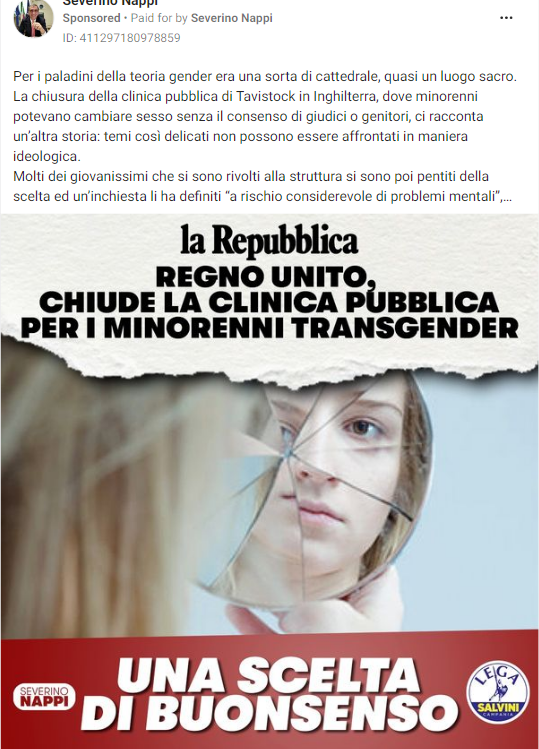 Severino Nappi
Sponsored • Paid for by Severino Nappi
ID: 411297180978859
Per i paladini della teoria gender era una sorta di cattedrale, quasi un luogo sacro.
La chiusura della clinica pubblica di Tavistock in Inghilterra, dove minorenni
potevano cambiare sesso senza il consenso di giudici o genitori, ci racconta
un'altra storia: temi così delicati non possono essere affrontati in maniera
ideologica.
Molti dei giovanissimi che si sono rivolti alla struttura si sono poi pentiti della
scelta ed un'inchiesta li ha definiti “a rischio considerevole di problemi mentali”,...
la Repubblica
REGNO UNITO,
CHIUDE LA CLINICA PUBBLICA
PER I MINORENNI TRANSGENDER
UNA SCELTA
DI BUONSENSO
SEVERINO
NAPPI
LEGA
SALVINI
CAMPANIA